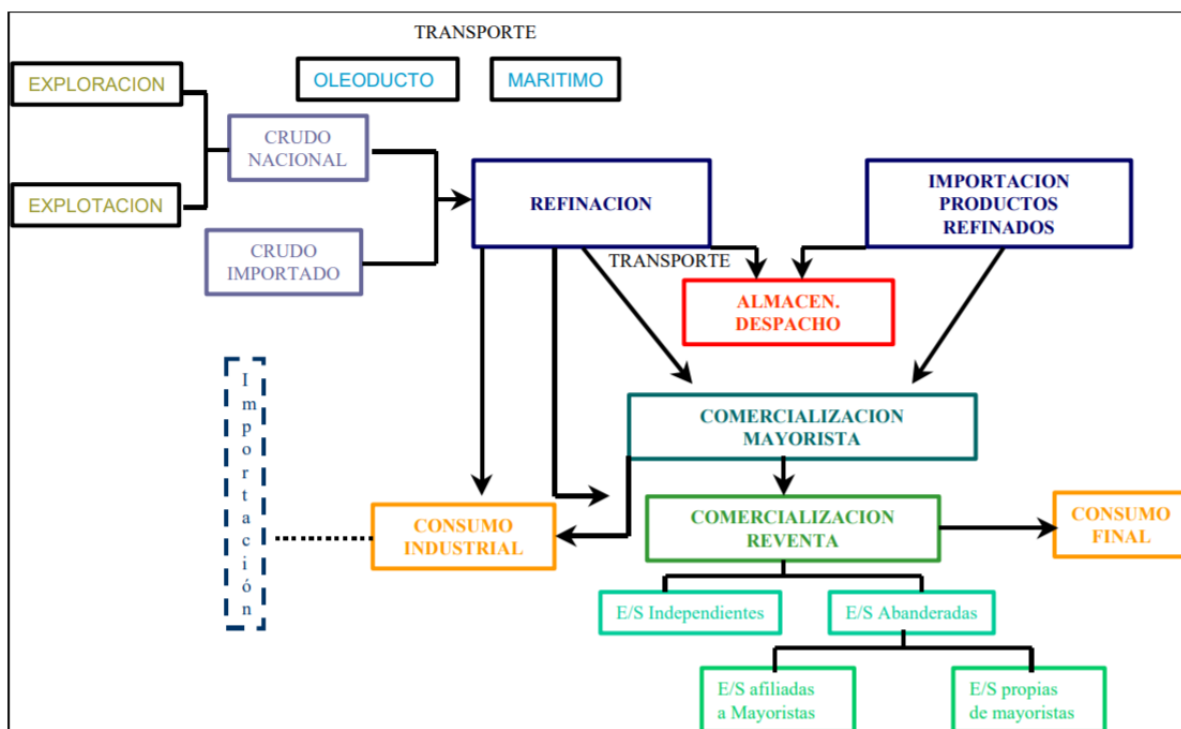 TRANSPORTE
EXPLORACION
OLEODUCTO
MARITIMO
CRUDO
NACIONAL
EXPLOTACION
CRUDO
IMPORTADO
REFINACION
IMPORTACION
PRODUCTOS
REFINADOS
TRANSPORTE
ALMACEN.
DESPACHO
Importación
COMERCIALIZACION
MAYORISTA
CONSUMO
INDUSTRIAL
COMERCIALIZACION
REVENTA
CONSUMO
FINAL
E/S Independientes
E/S Abanderadas
E/S afiliadas
a Mayoristas
E/S propias
de mayoristas